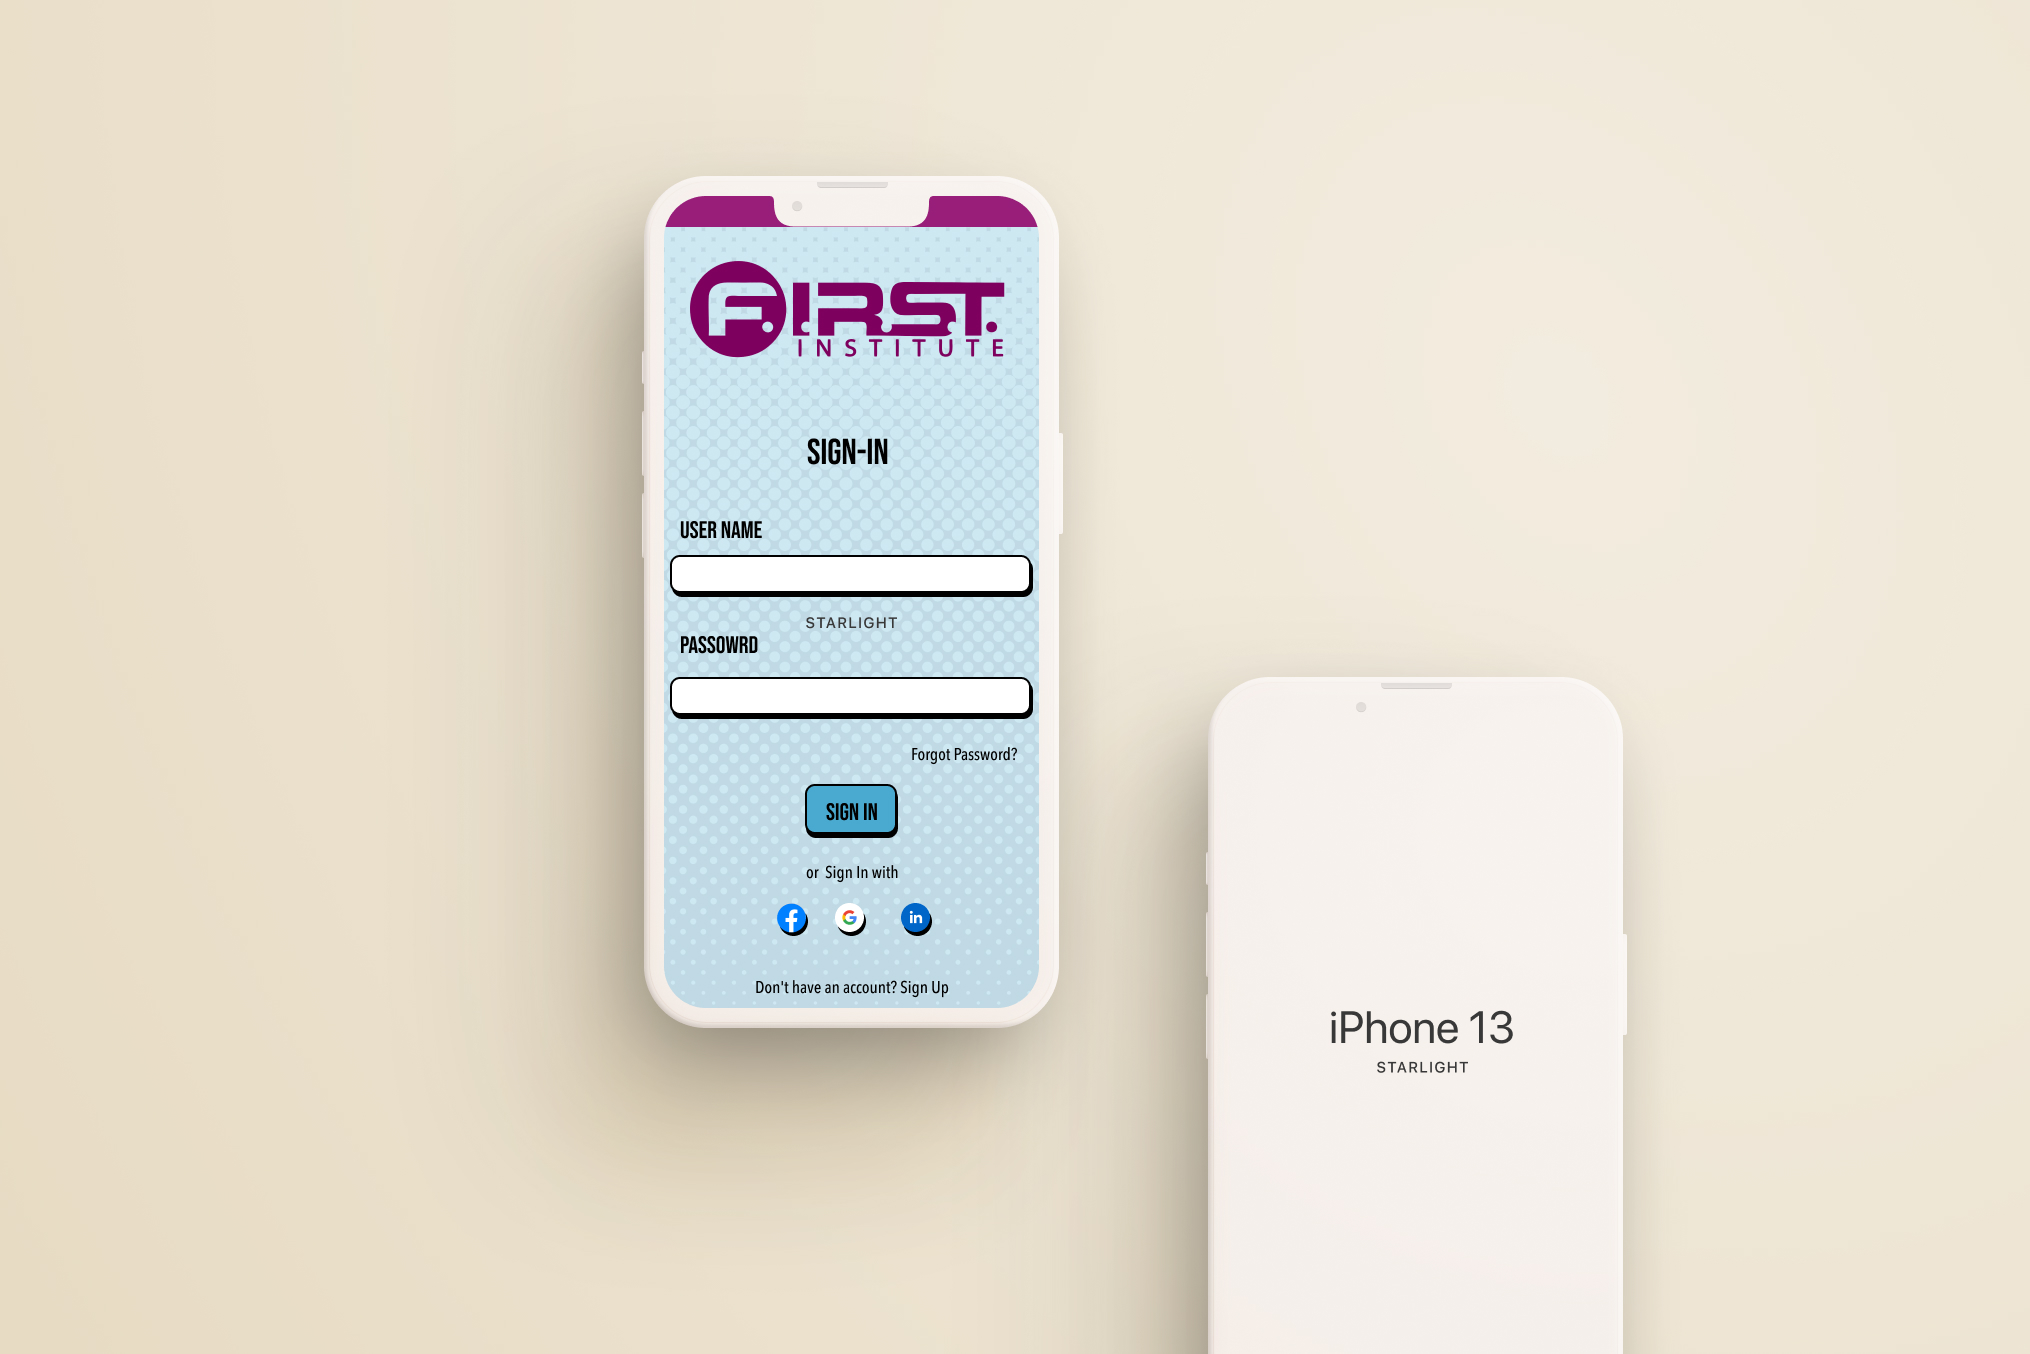 F.IRST.
INSTITUTE
SIGN-IN
USER NAME
STARLIGHT
PASSOWRD
Forgot Password?
SIGN IN
or Sign In with
f G in
Don't have an account? Sign Up
iPhone 13
STARLIGHT